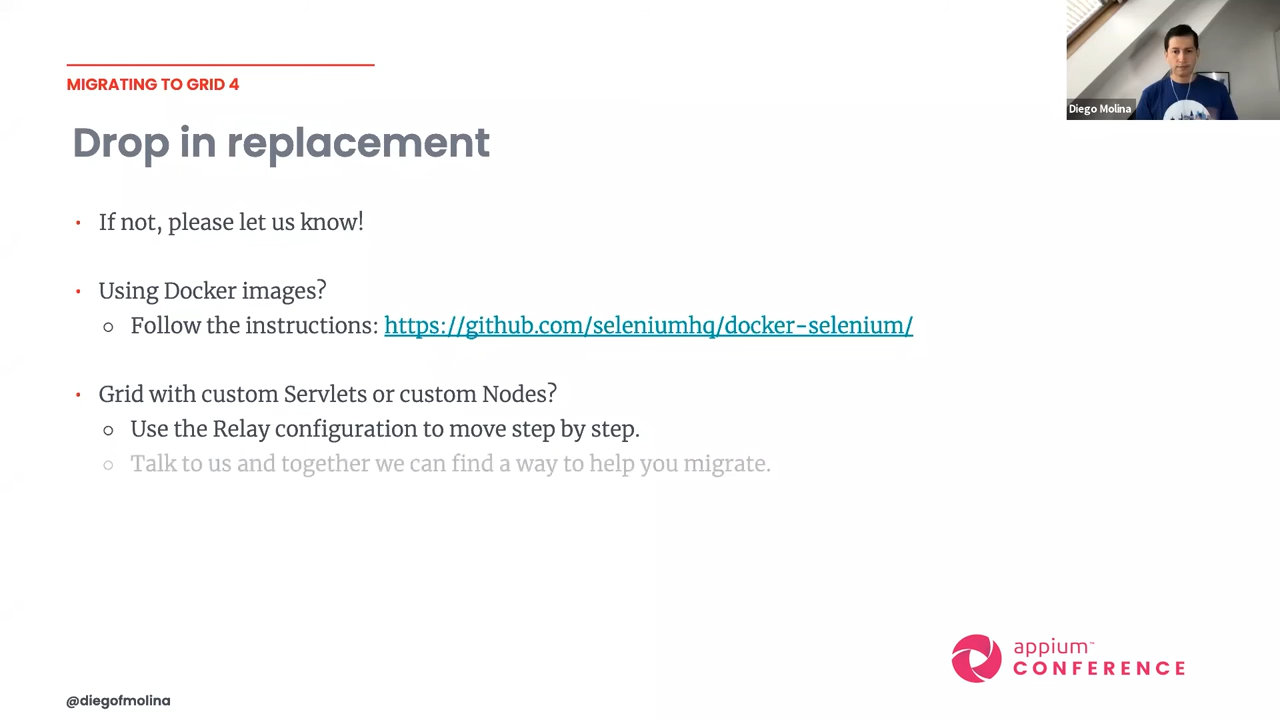 MIGRATING TO GRID 4
Diego Molina
Drop in replacement
• If not, please let us know!
• Using Docker images?
○ Follow the instructions: https://github.com/seleniumhq/docker-selenium/
• Grid with custom Servlets or custom Nodes?
○ Use the Relay configuration to move step by step.
○ Talk to us and together we can find a way to help you migrate.
appium™
CONFERENCE
@diegofmolina